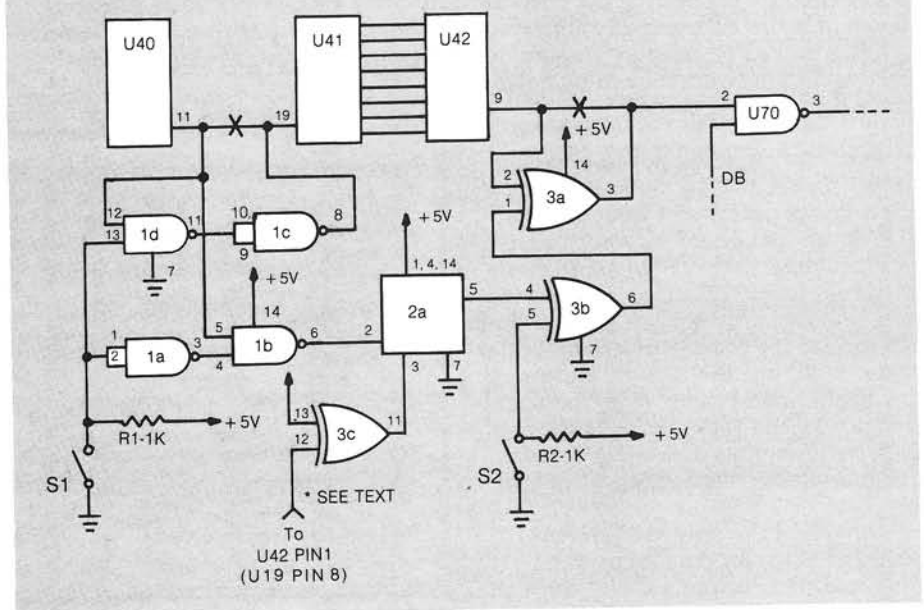 U40
U41
U42
11
19
9
2
U70
3
+5V
14
DB
2
3a
3
1
12
1d
11
13
7
10
1c
8
9
+5V
+5V
1, 4, 14
14
5
1b
6
2
2a
5
4
3b
6
5
1
1a
3
2
4
3
7
7
13
3c
11
12
R1-1K
+5V
R2-1K
+5V
S1
S2
* SEE TEXT
To
U42 PIN1
(U19 PIN 8)